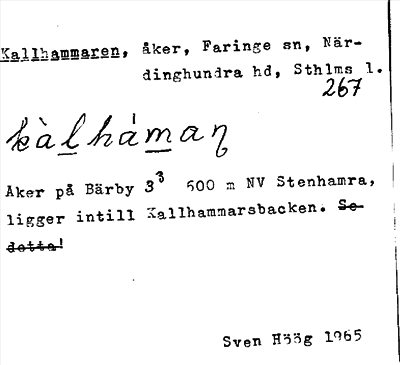 Kallhammaren, åker, Faringe sn, När-
dinghundra hd, Sthlms l.
267
kàlhámaŋ
Åker på Bärby 3³ 500 m NV Stenhamra,
ligger intill Kallhammarsbacken. Se
detta!
Sven Höög 1965